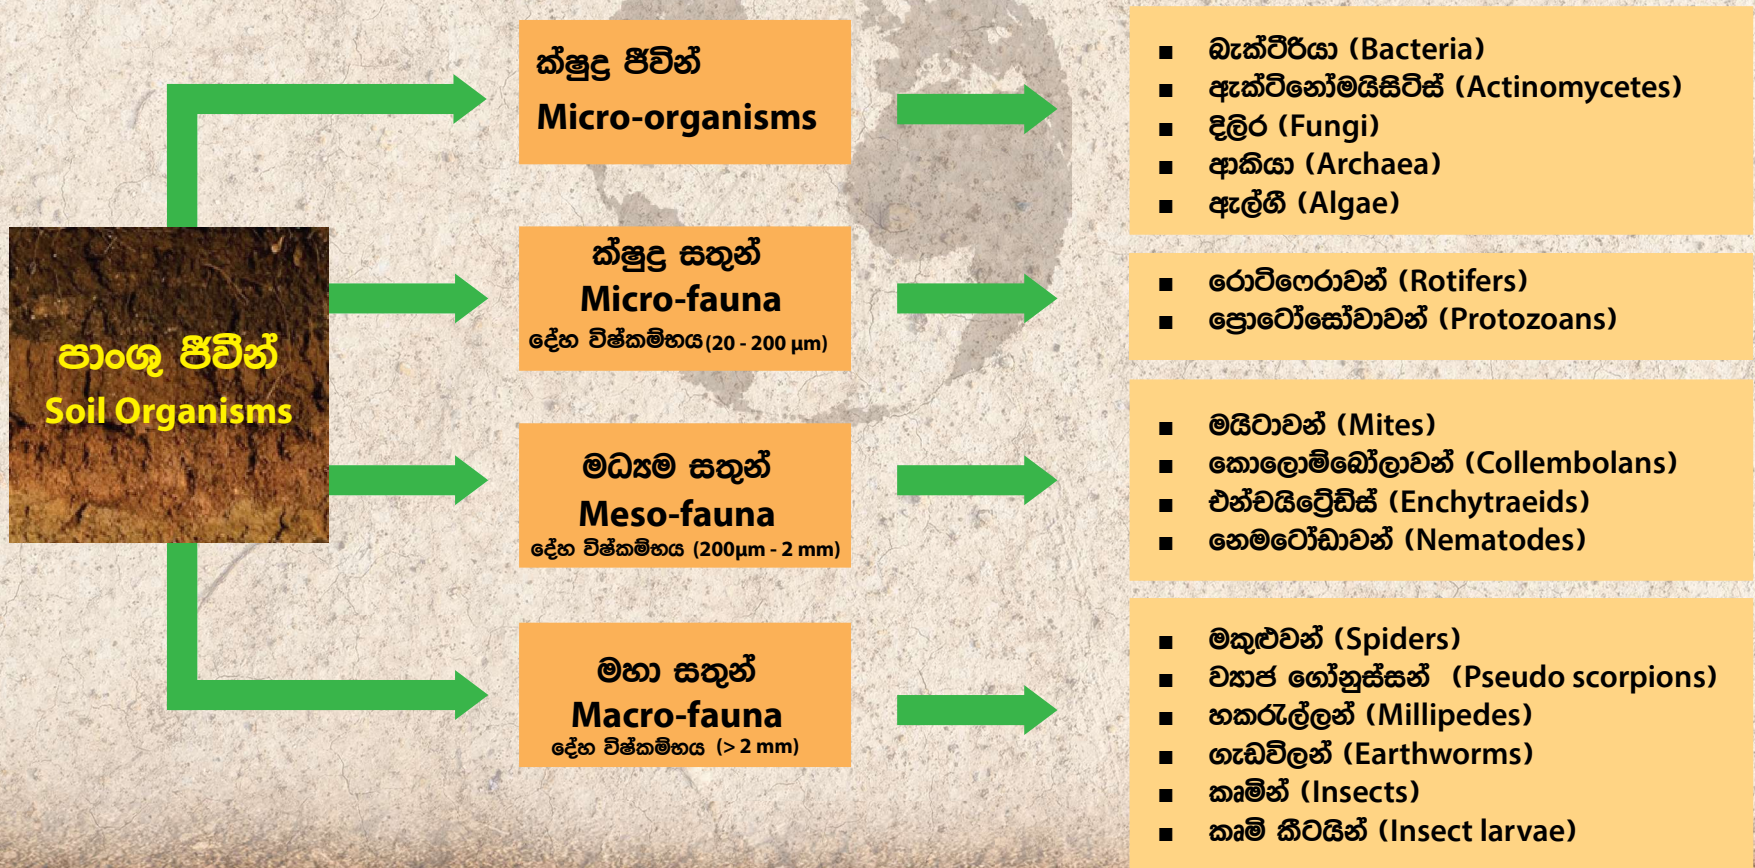 පාංශු ජීවීන්
Soil Organisms
ක්ෂුද්‍ර ජීවින්
Micro-organisms
■ බැක්ටීරියා (Bacteria)
■ ඇක්ටිනෝමයිසිටිස් (Actinomycetes)
■ දිලිර (Fungi)
■ ආකියා (Archaea)
■ ඇල්ගී (Algae)
ක්ෂුද්‍ර සතුන්
Micro-fauna
දේහ විෂ්කම්භය (20 - 200 µm)
■ රොටිෆෙරාවන් (Rotifers)
■ ප්‍රොටෝසෝවාවන් (Protozoans)
මධ්‍යම සතුන්
Meso-fauna
දේහ විෂ්කම්භය (200µm - 2 mm)
■ මයිටාවන් (Mites)
■ කොලොම්බෝලාවන් (Collembolans)
■ එන්චයිට්‍රේඩ්ස් (Enchytraeids)
■ නෙමටෝඩාවන් (Nematodes)
මහා සතුන්
Macro-fauna
දේහ විෂ්කම්භය (> 2 mm)
■ මකුළුවන් (Spiders)
■ ව්‍යාජ ගෝනුස්සන් (Pseudo scorpions)
■ හකරැල්ලන් (Millipedes)
■ ගැඩවිලන් (Earthworms)
■ කෘමින් (Insects)
■ කෘමි කීටයින් (Insect larvae)